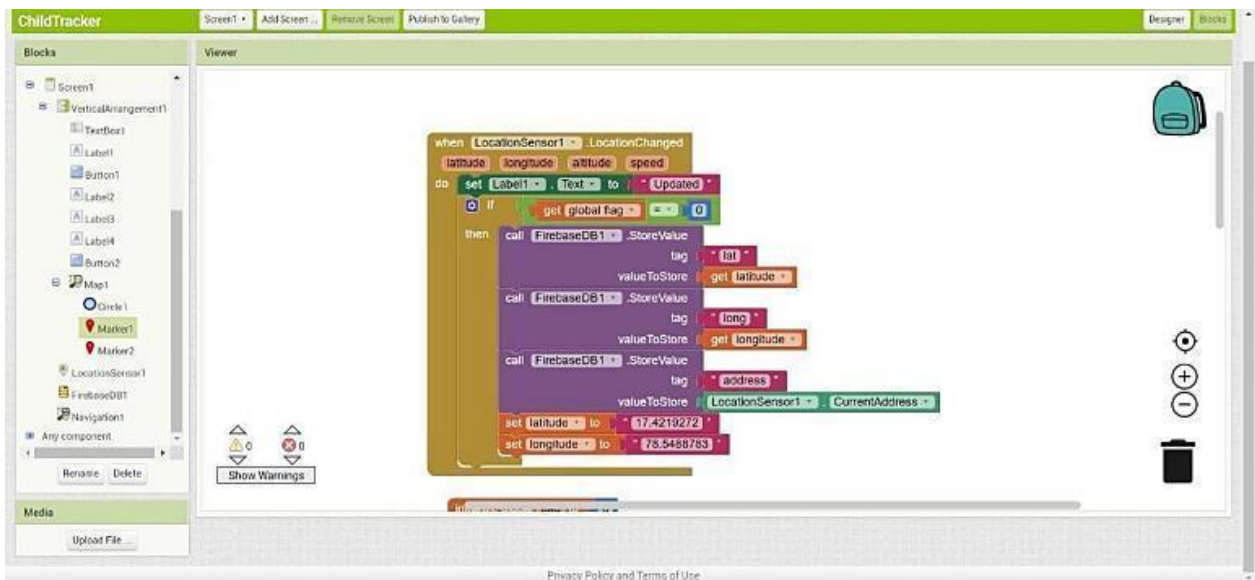 ChildTracker
Screen1 Add Screen ... Remove Screen Publish to Gallery
Designer Blocks
Blocks
Viewer
Screen1
VerticalArrangement1
TextBox1
Label1
Button1
Label2
Label3
Label4
Button2
Map1
Circle1
Marker1
Marker2
LocationSensor1
FirebaseDB1
Navigation1
Any component
Rename Delete
Media
Upload File ...
when LocationSensor1 .LocationChanged
latitude longitude altitude speed
do set Label1 . Text to " Updated "
if get global flag = 0
then call FirebaseDB1 .StoreValue
tag " lat "
valueToStore get latitude
call FirebaseDB1 .StoreValue
tag " long "
valueToStore get longitude
call FirebaseDB1 .StoreValue
tag " address "
valueToStore LocationSensor1 . CurrentAddress
set latitude to " 17.4219272 "
set longitude to " 78.5488783 "
0 0
Show Warnings
Privacy Policy and Terms of Use